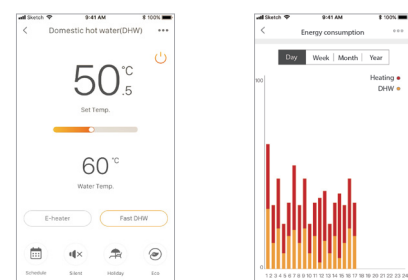 Sketch 9:41 AM 100%
Domestic hot water(DHW)
50 °C .5
Set Temp.
60 °C
Water Temp.
E-heater Fast DHW
Schedule Silent Holiday Eco
Sketch 9:41 AM 100%
Energy consumption
Day Week Month Year
100
Heating
DHW
0
1 2 3 4 5 6 7 8 9 10 11 12 13 14 15 16 17 18 19 20 21 22 23 24